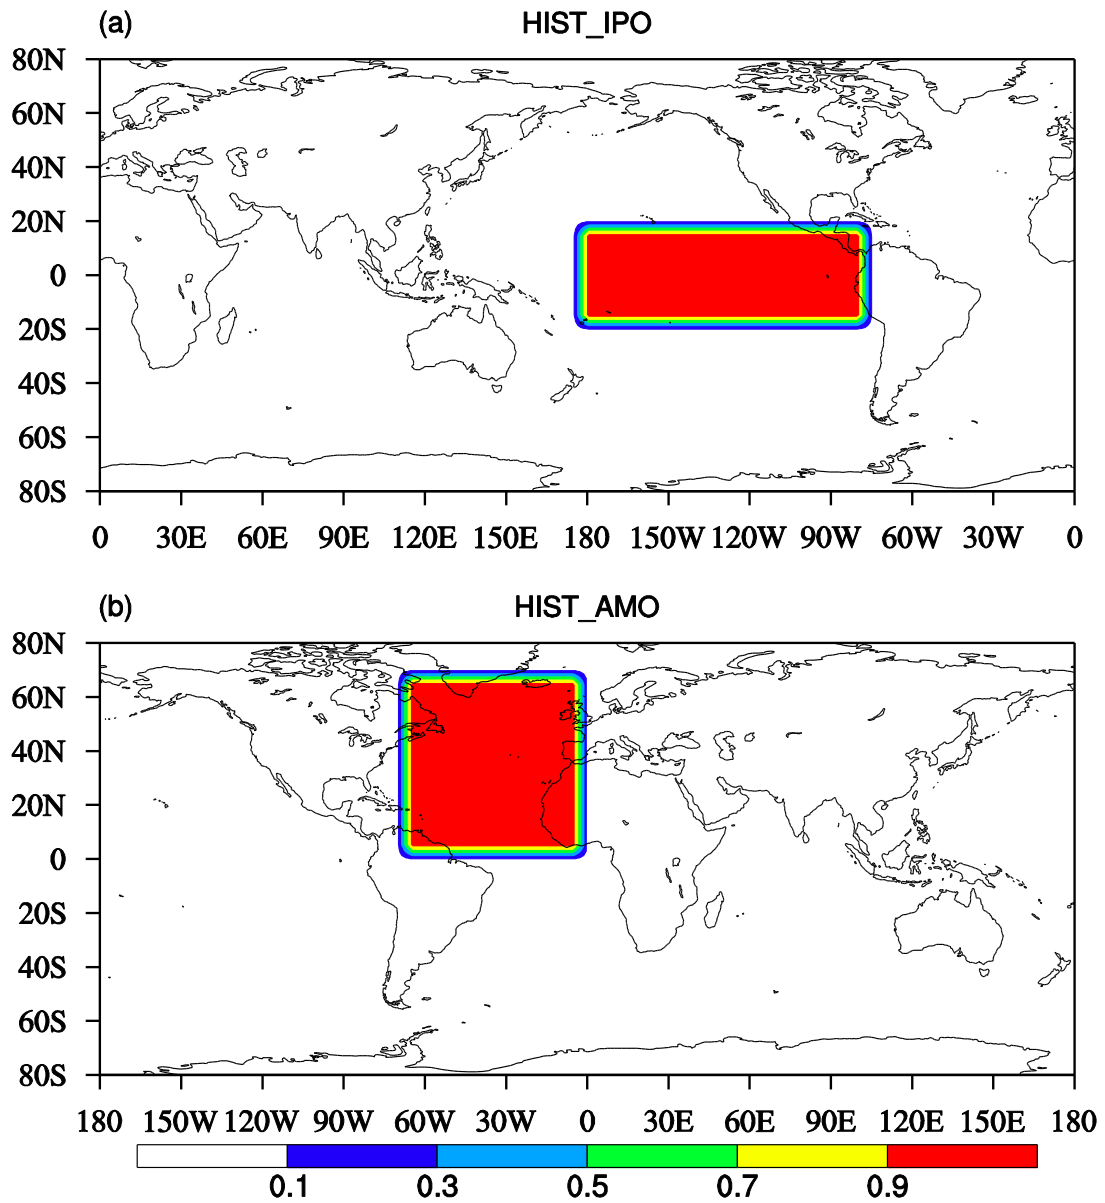 (a) HIST_IPO
80N
60N
40N
20N
0
20S
40S
60S
80S
0 30E 60E 90E 120E 150E 180 150W 120W 90W 60W 30W 0
(b) HIST_AMO
80N
60N
40N
20N
0
20S
40S
60S
80S
180 150W 120W 90W 60W 30W 0 30E 60E 90E 120E 150E 180
0.1 0.3 0.5 0.7 0.9